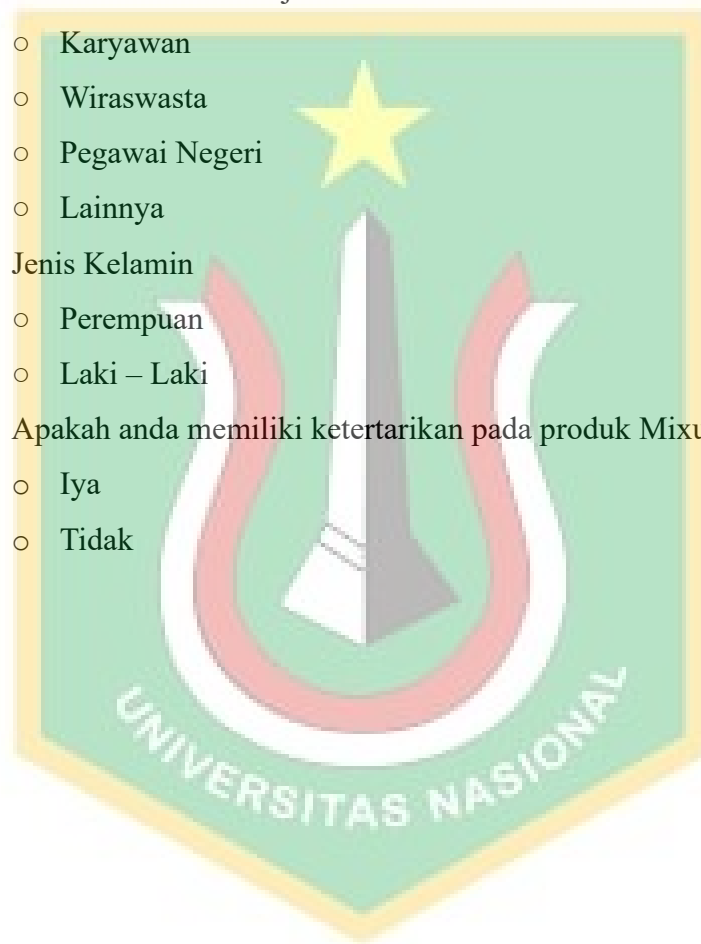 ○ Karyawan
○ Wiraswasta
○ Pegawai Negeri
○ Lainnya
Jenis Kelamin
○ Perempuan
○ Laki – Laki
Apakah anda memiliki ketertarikan pada produk
○ Iya
○ Tidak
UNIVERSITAS NASIONAL